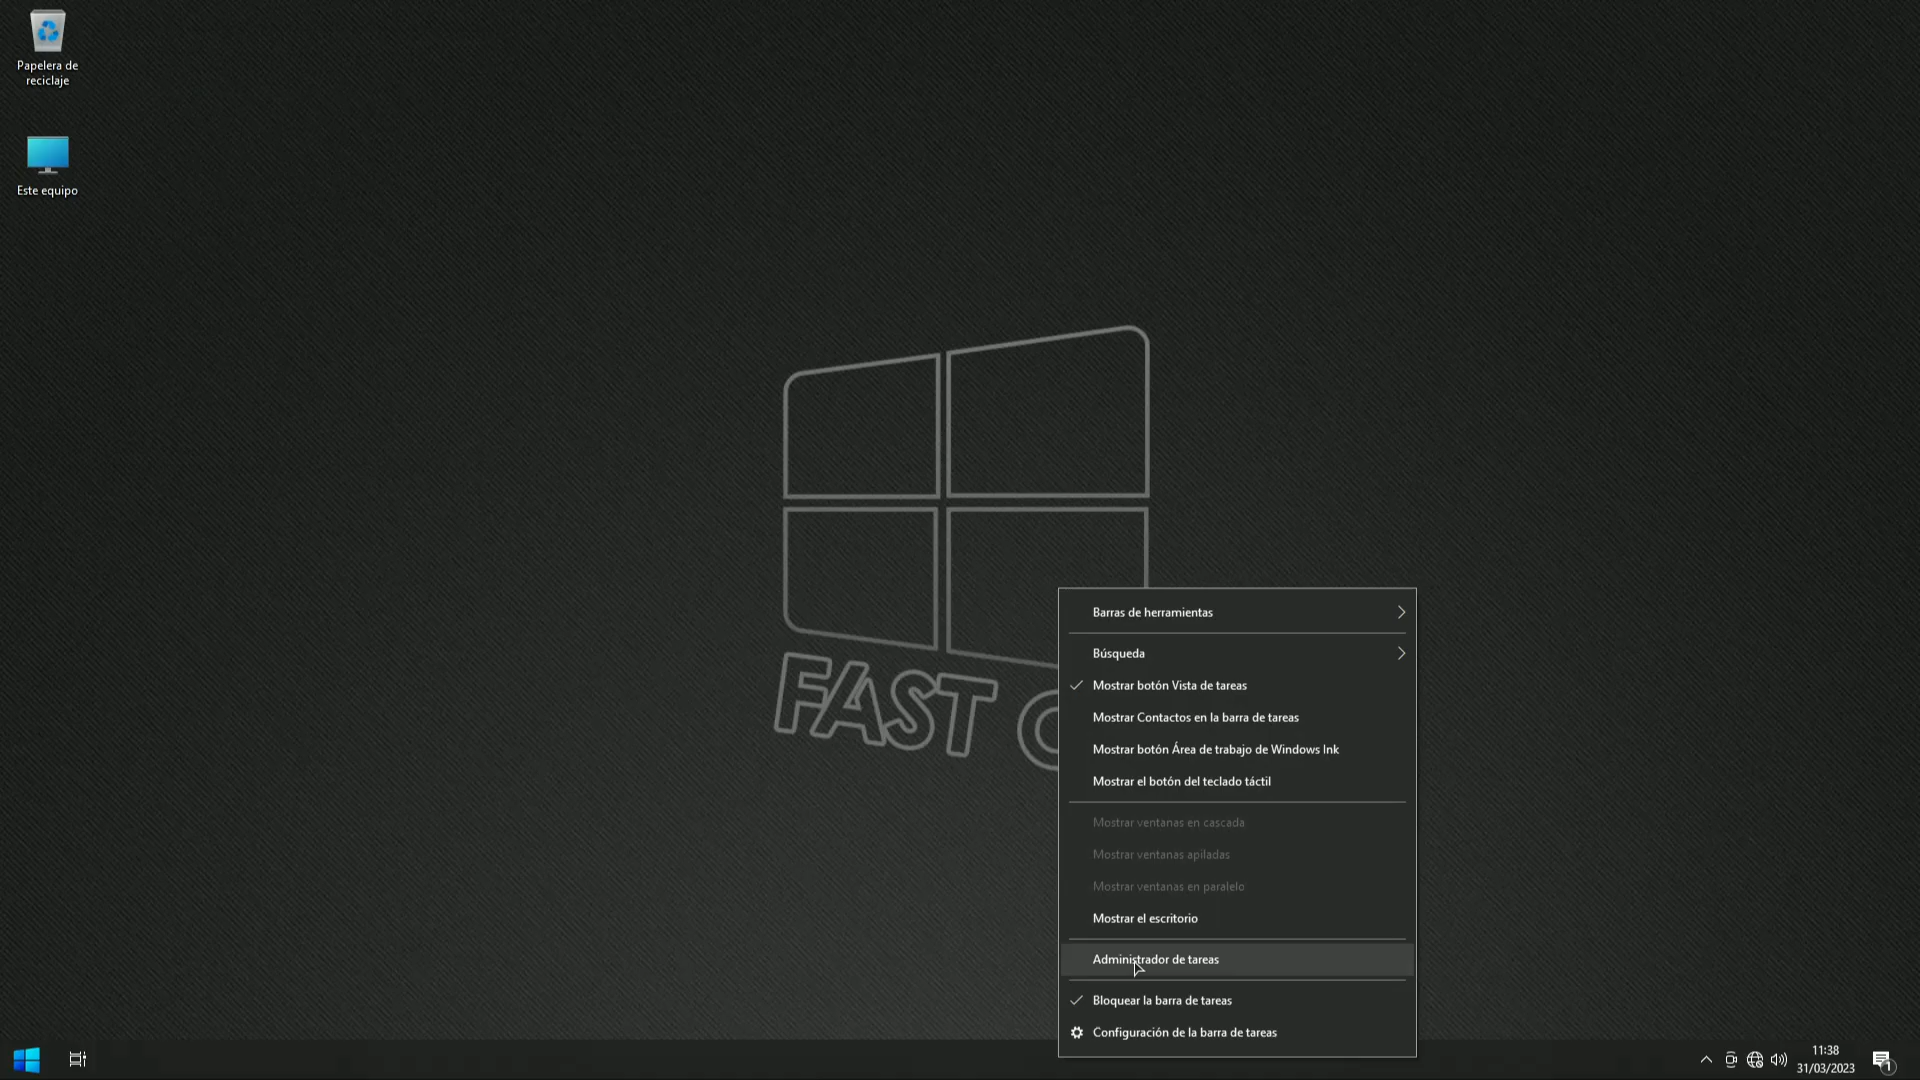 Papelera de
reciclaje
Este equipo
FAST
Barras de herramientas
Búsqueda
Mostrar botón Vista de tareas
Mostrar Contactos en la barra de tareas
Mostrar botón Área de trabajo de Windows Ink
Mostrar el botón del teclado táctil
Mostrar ventanas en cascada
Mostrar ventanas apiladas
Mostrar ventanas en paralelo
Mostrar el escritorio
Administrador de tareas
Bloquear la barra de tareas
Configuración de la barra de tareas
11:38
31/03/2023
1